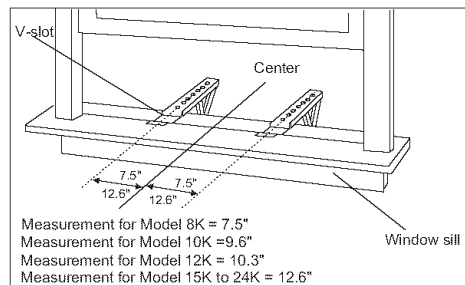 V-slot
Center
7.5"
7.5"
12.6"
12.6"
Measurement for Model 8K = 7.5"
Measurement for Model 10K =9.6"
Measurement for Model 12K = 10.3"
Measurement for Model 15K to 24K = 12.6"
Window sill